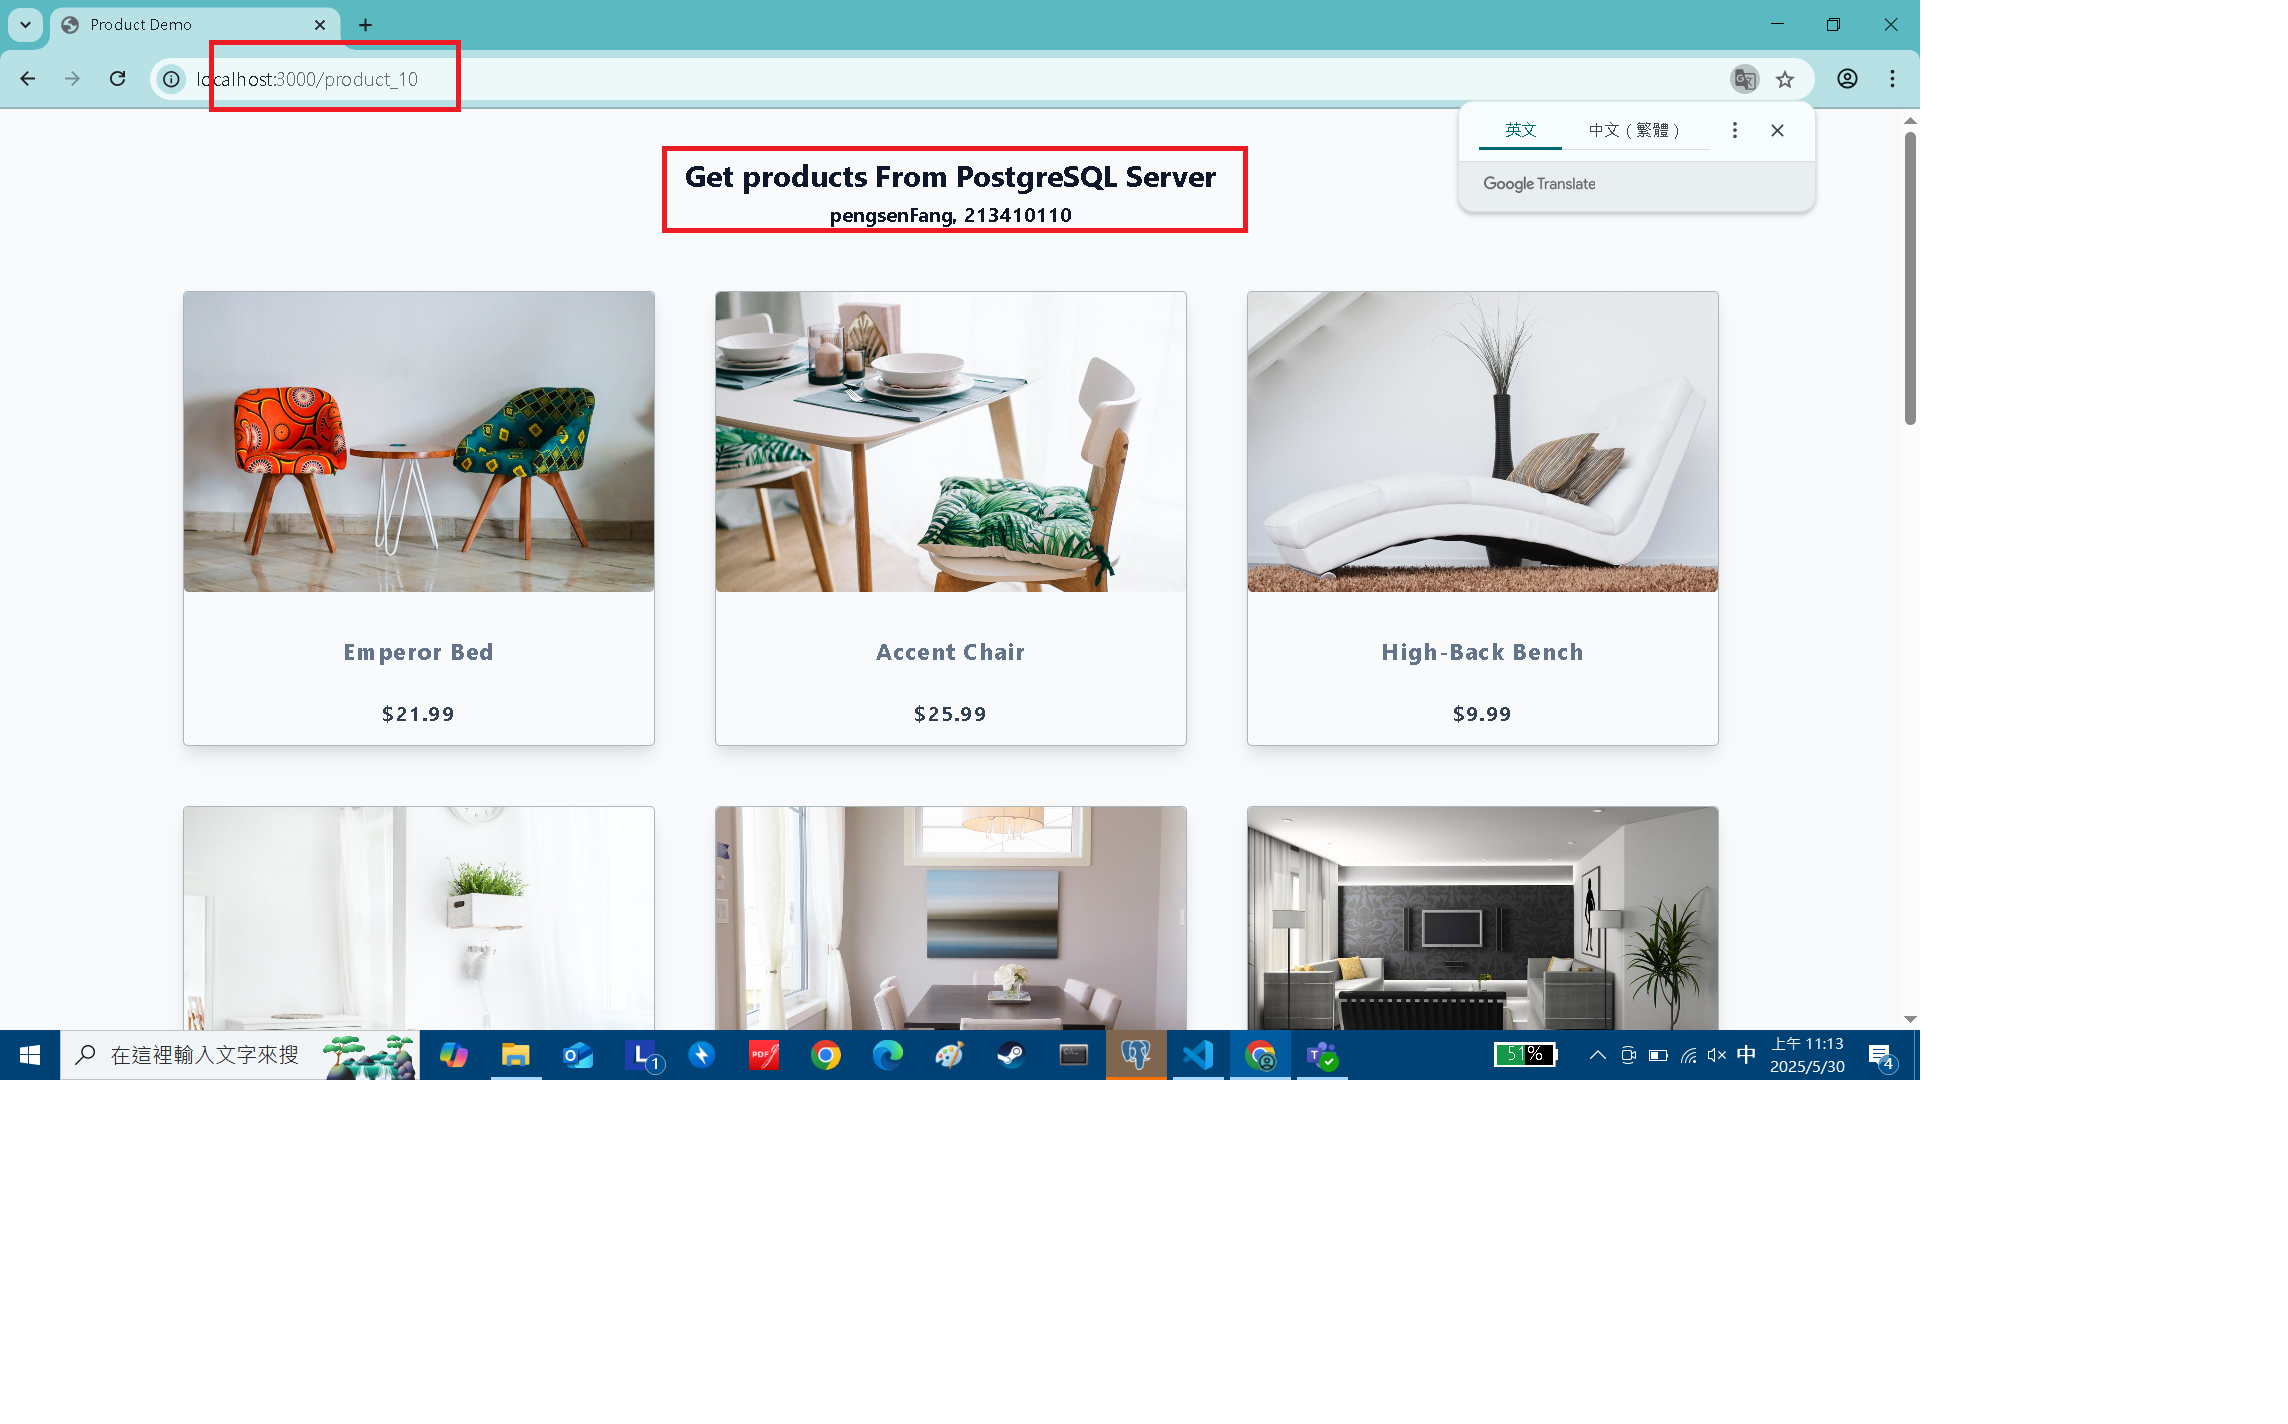 Product Demo
localhost:3000/product_10
英文
中文 ( 繁體 )
Google Translate
Get products From PostgreSQL Server
pengsenFang, 213410110
Emperor Bed
$21.99
Accent Chair
$25.99
High-Back Bench
$9.99
在這裡輸入文字來搜
L
1
PDF
T
51%
中
上午 11:13
2025/5/30
4